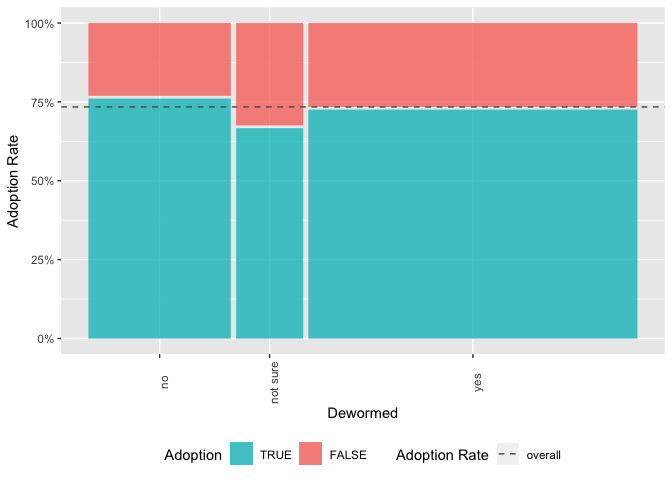 100%
75%
50%
25%
0%
Adoption Rate
no
not sure
yes
Dewormed
Adoption TRUE FALSE Adoption Rate overall